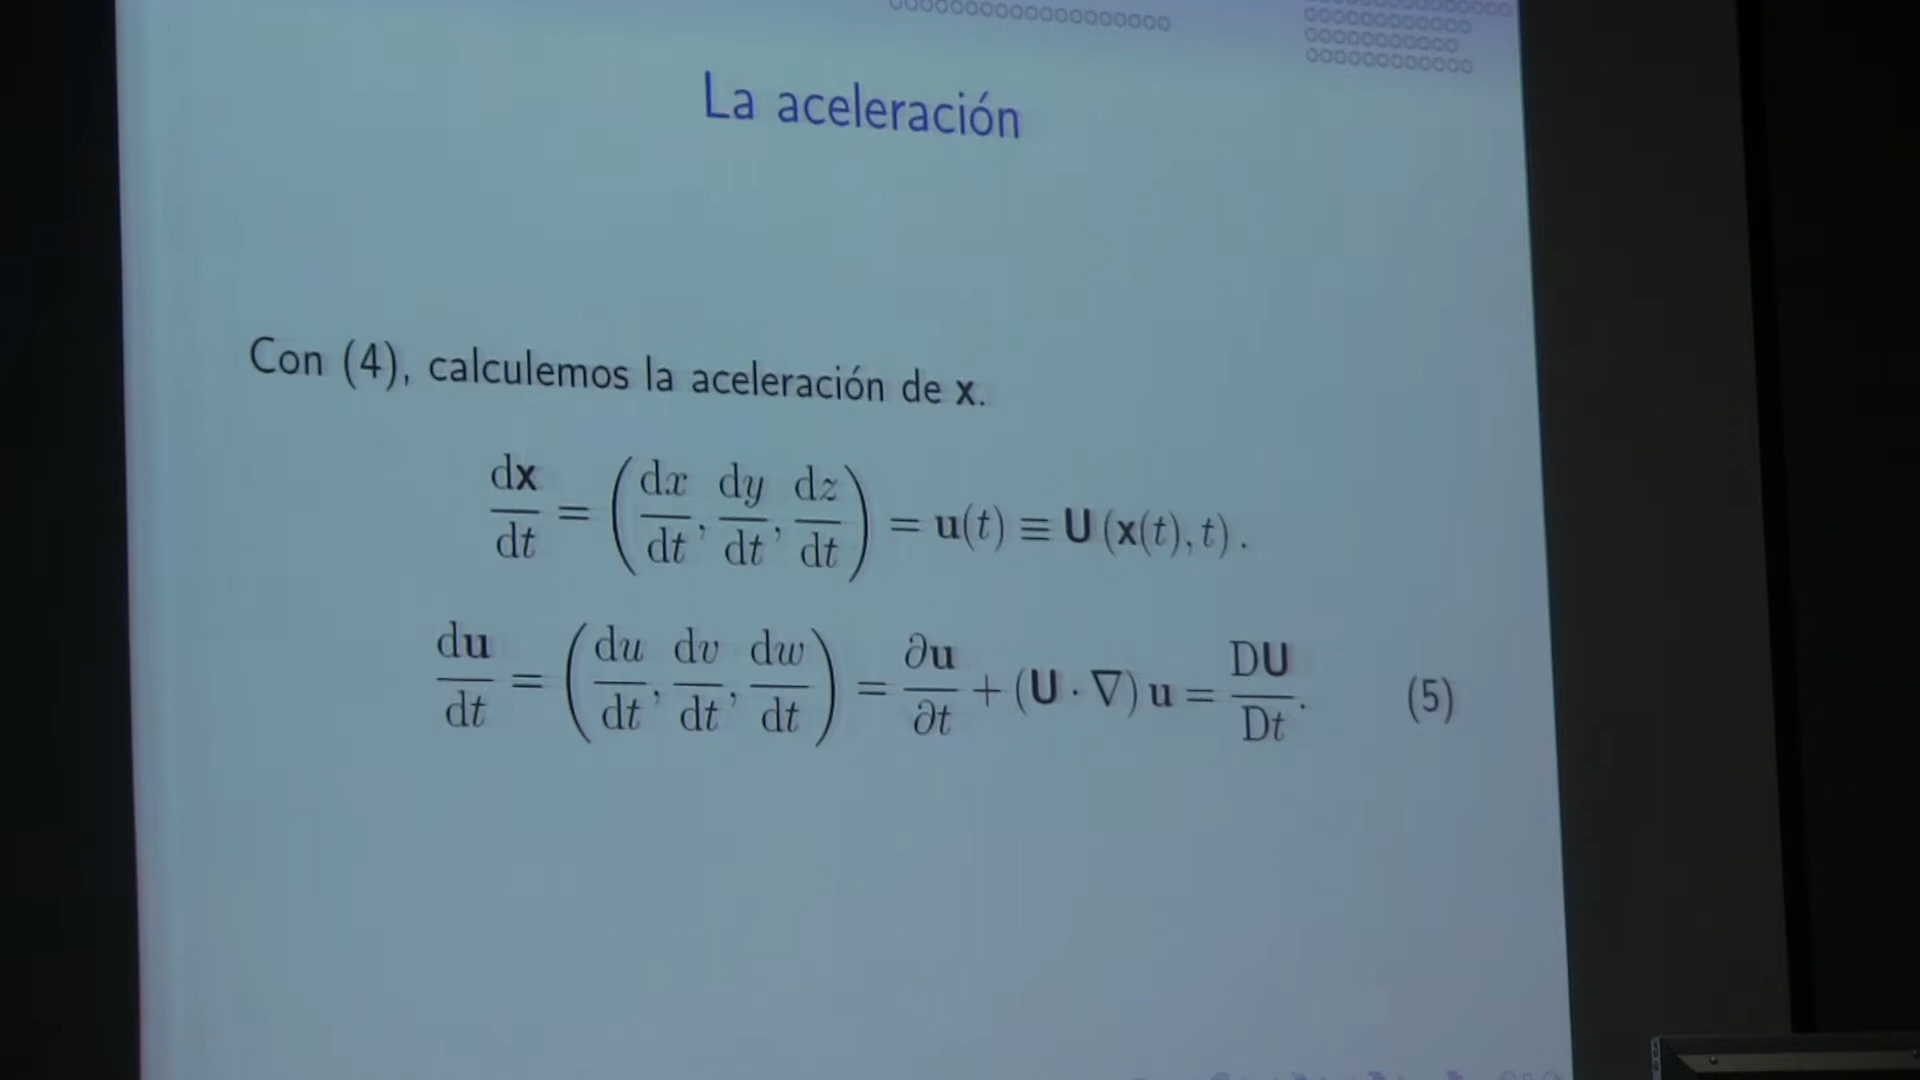 La aceleración
Con (4), calculemos la aceleración de x.
dx/dt = (dx/dt, dy/dt, dz/dt) = u(t) ≡ U (x(t), t) .
du/dt = (du/dt, dv/dt, dw/dt) = ∂u/∂t + (U · ∇) u = DU/Dt. (5)